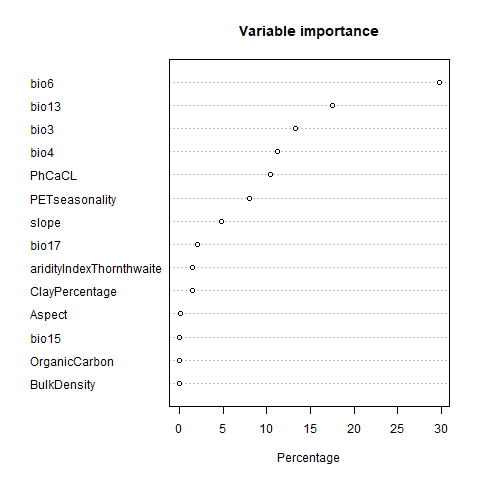 Variable importance
bio6
bio13
bio3
bio4
PhCaCL
PETseasonality
slope
bio17
aridityIndexThornthwaite
ClayPercentage
Aspect
bio15
OrganicCarbon
BulkDensity
0 5 10 15 20 25 30
Percentage